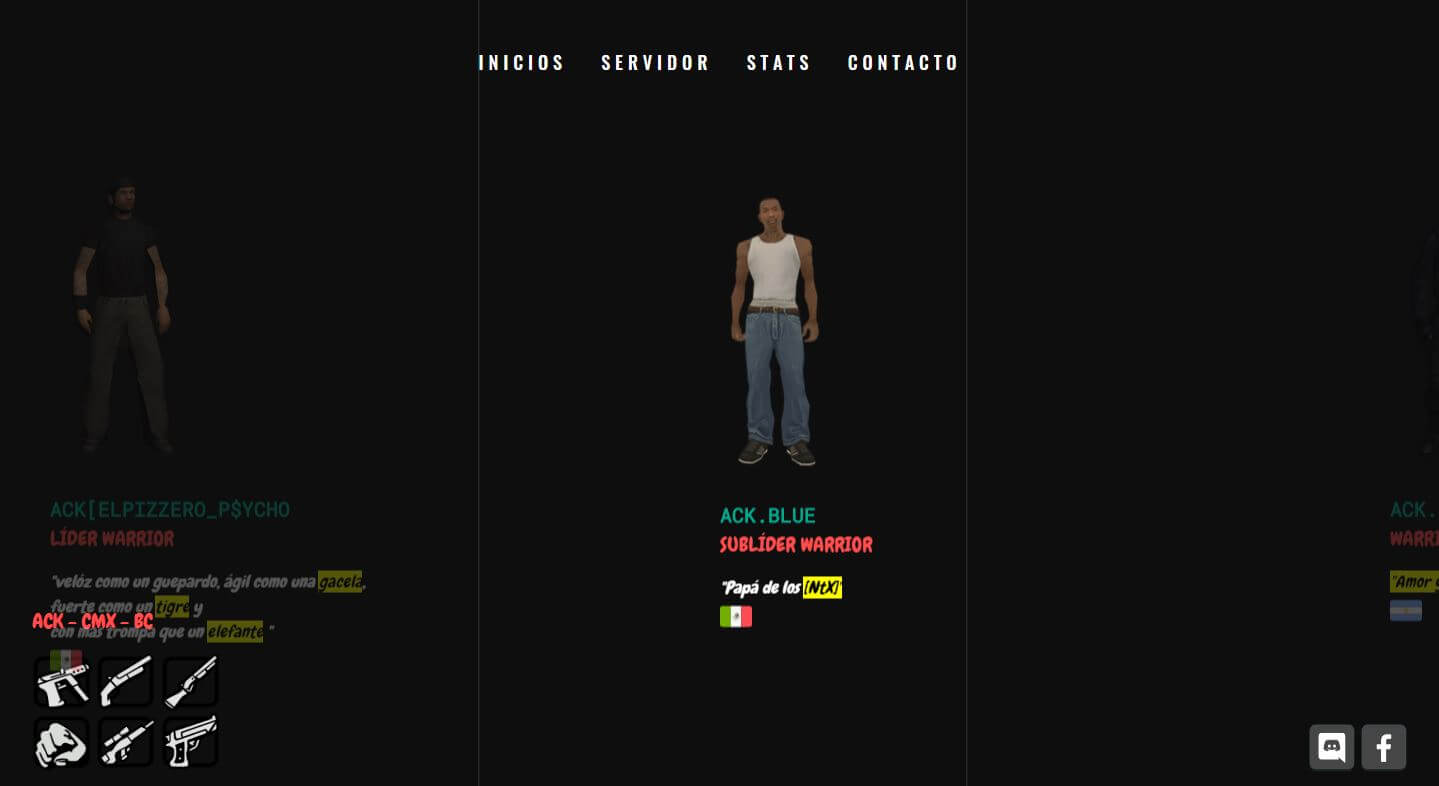 INICIOS SERVIDOR STATS CONTACTO
ACK[ELPIZZERO_P$YCHO
LÍDER WARRIOR
"velóz como un guepardo, ágil como una gacela,
fuerte como un tigre y
con más trompa que un elefante "
ACK - CMX - BC
ACK.BLUE
SUBLÍDER WARRIOR
"Papá de los [NtX]"
ACK.
"Amor